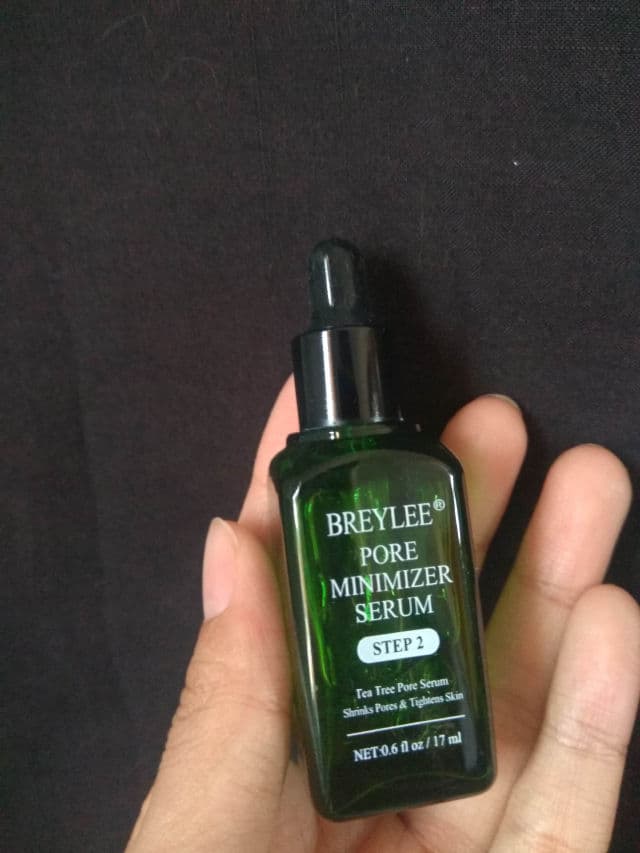 BREYLEE®
PORE
MINIMIZER
SERUM
STEP 2
Tea Tree Pore Serum
Shrinks Pores & Tightens Skin
NET:0.6 fl oz / 17 ml